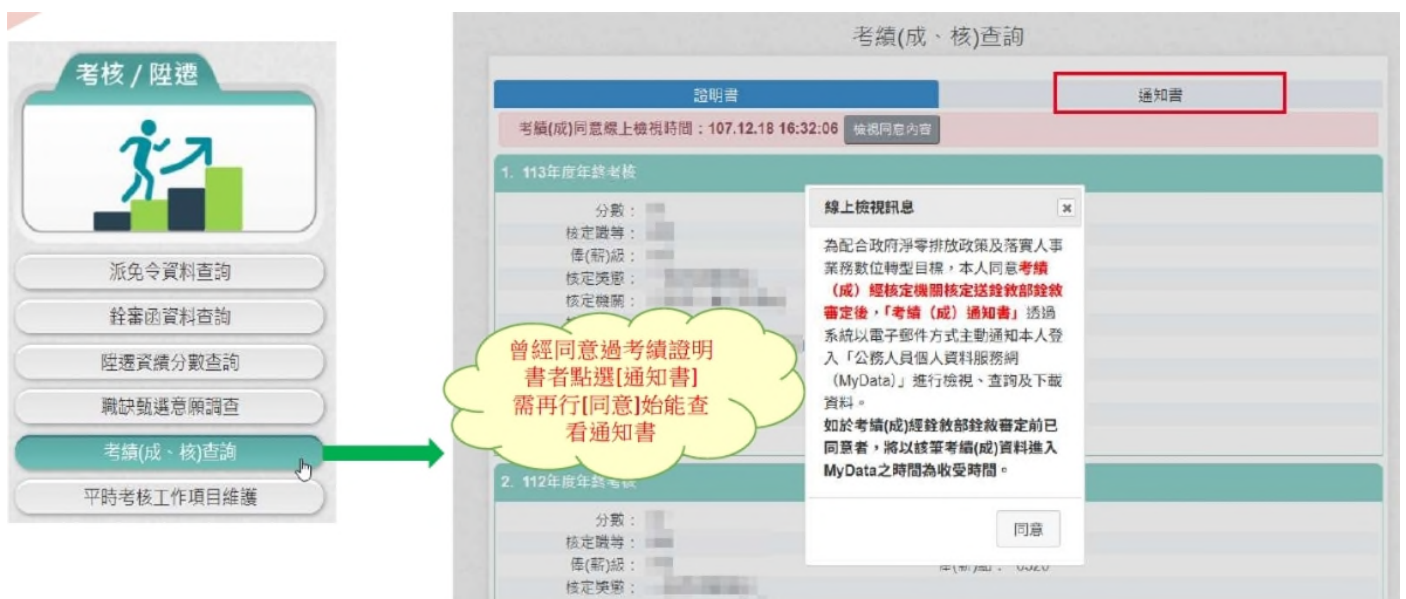 考核 / 陞遷
派免令資料查詢
銓審函資料查詢
陞遷資績分數查詢
職缺甄選意願調查
考績(成、核)查詢
平時考核工作項目維護
考績(成、核)查詢
證明書
通知書
考績(成)同意線上檢視時間：107.12.18 16:32:06 檢視同意內容
1. 113年度年終考核
分數：
核定職等：
俸(薪)級：
核定獎懲：
核定機關：
曾經同意過考績證明
書者點選[通知書]
需再行[同意]始能查
看通知書
線上檢視訊息
為配合政府淨零排放政策及落實人事
業務數位轉型目標，本人同意考績
（成）經核定機關核定送銓敘部銓敘
審定後，「考績（成）通知書」透過
系統以電子郵件方式主動通知本人登
入「公務人員個人資料服務網
（MyData）」進行檢視、查詢及下載
資料。
如於考績(成)經銓敘部銓敘審定前已
同意者，將以該筆考績(成)資料進入
MyData之時間為收受時間。
同意
2. 112年度年終考核
分數：
核定職等：
俸(薪)級：
核定獎懲：